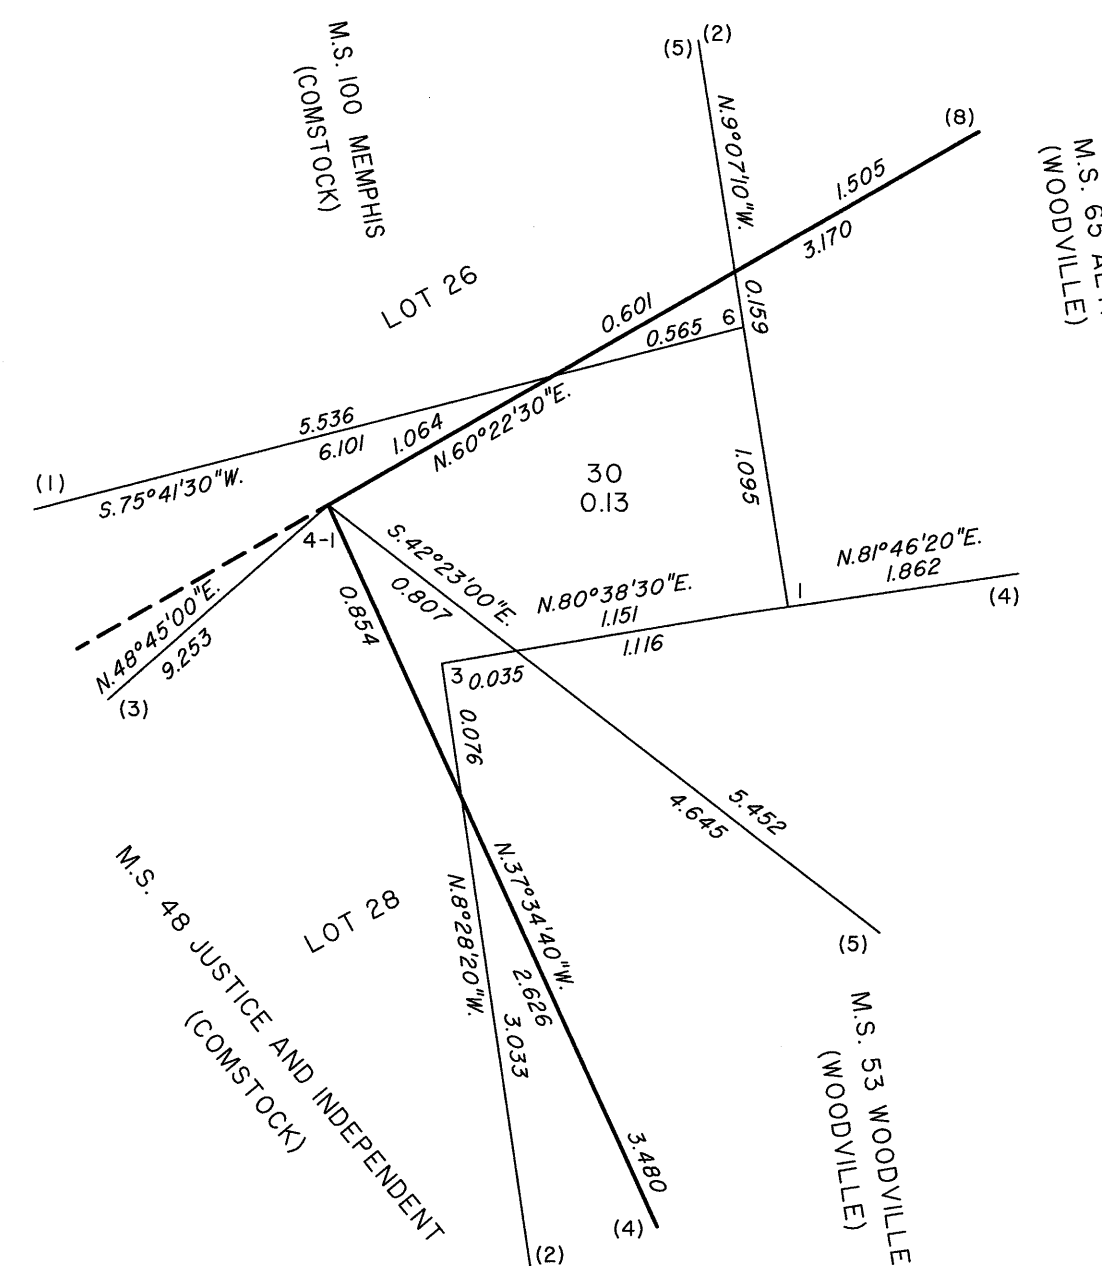 M.S. 100 MEMPHIS
(COMSTOCK)
(5) (2)
N.9°07'10"W.
(8)
1.505
3.170
M.S. 65
(WOODVILLE)
LOT 26
0.601
0.159
6
0.565
5.536
6.101
1.064
N.60°22'30"E.
(1)
S.75°41'30"W.
30
0.13
1.095
4-1
S.42°23'00"E.
0.807
0.854
N.81°46'20"E.
1.862
(4)
N.80°38'30"E.
1.151
1
1.116
N.48°45'00"E.
9.253
(3)
3
0.035
0.076
5.452
4.645
(5)
N.37°34'40"W.
2.626
3.480
(4)
N.8°28'20"W.
3.033
(2)
LOT 28
M.S. 48 JUSTICE AND INDEPENDENT
(COMSTOCK)
M.S. 53 WOODVILLE
(WOODVILLE)